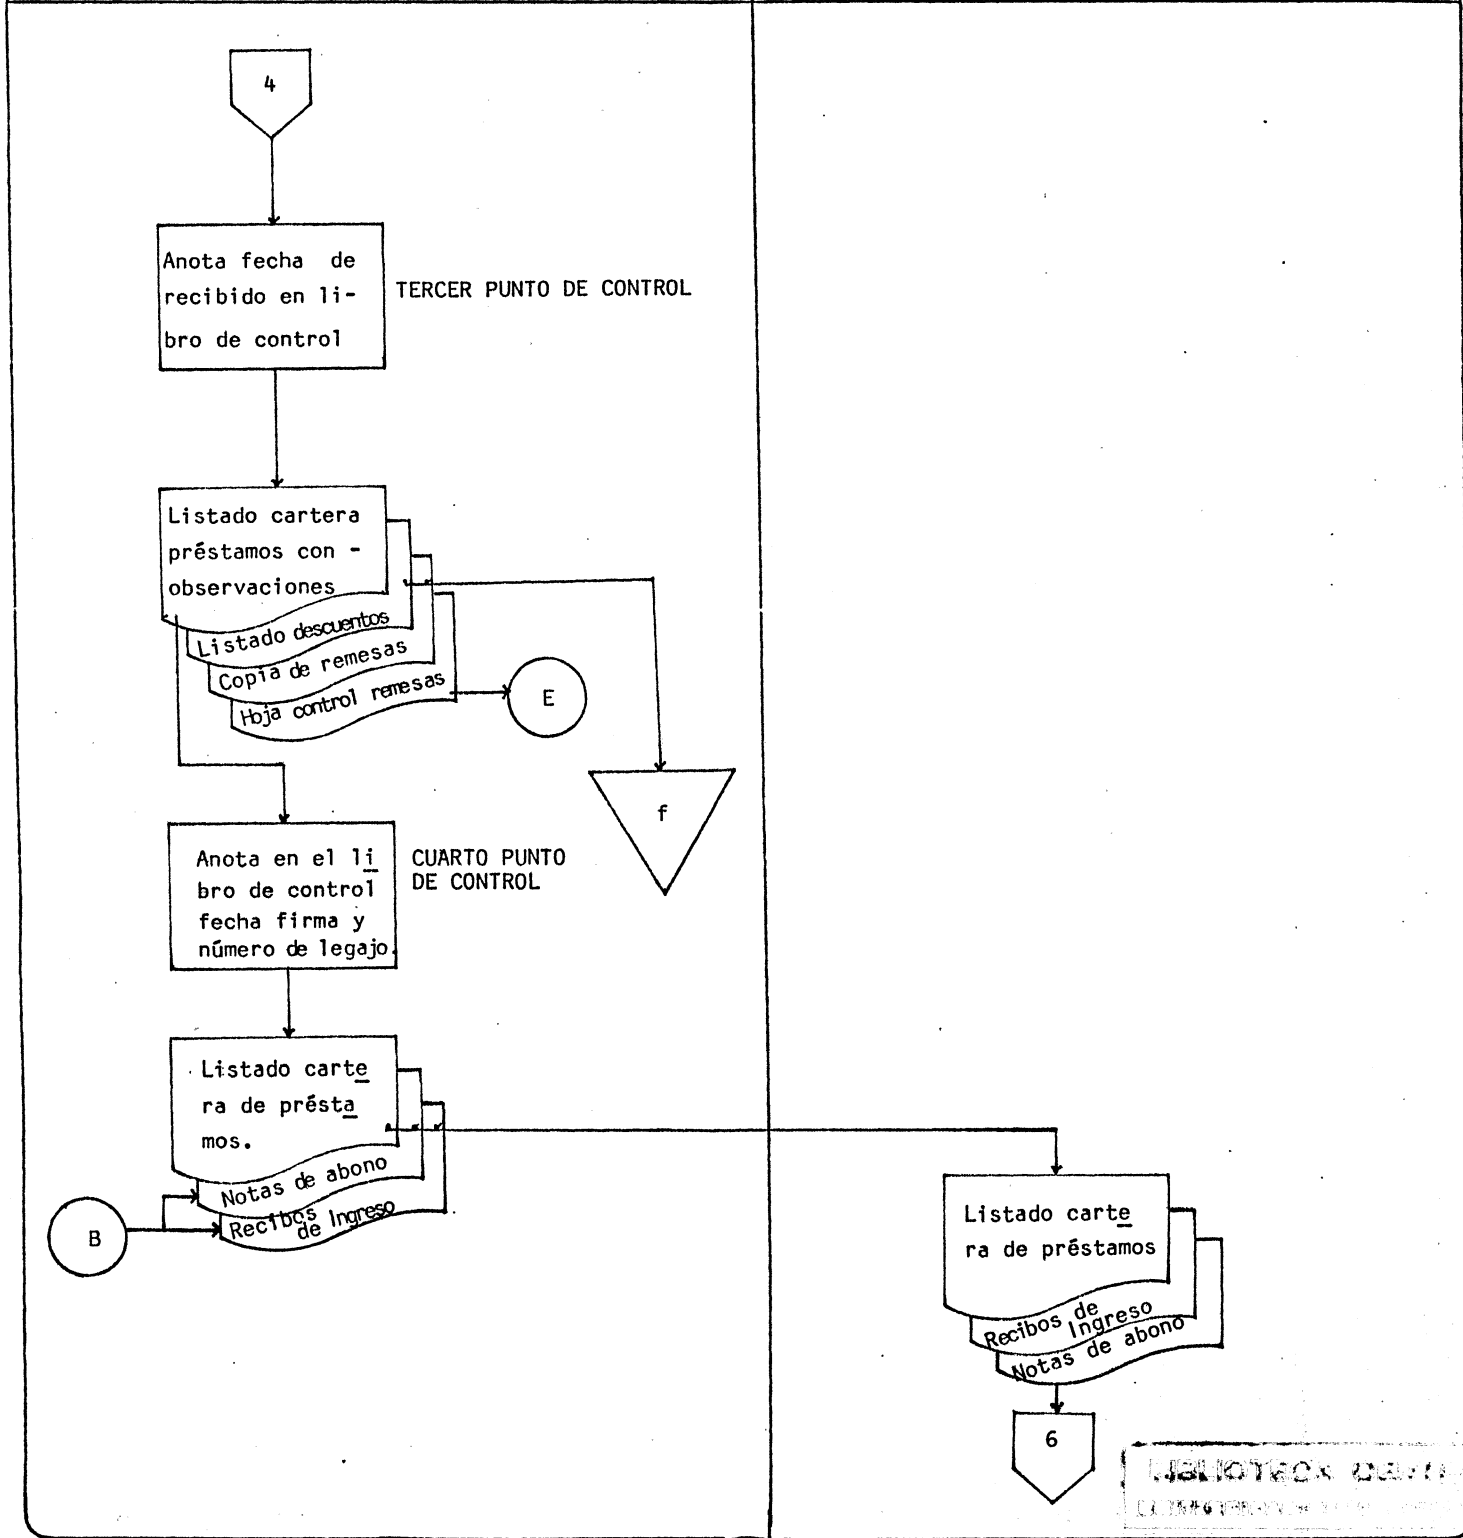 4
Anota fecha de
recibido en li-
bro de control
TERCER PUNTO DE CONTROL
Listado cartera
préstamos con -
observaciones
Listado descuentos
Copia de remesas
Hoja control remesas
E
f
Anota en el li
bro de control
fecha firma y
número de legajo.
CUARTO PUNTO
DE CONTROL
Listado carte
ra de présta
mos.
Notas de abono
Recibos
de Ingreso
B
Listado carte
ra de préstamos
Recibos de
Ingreso
Notas de abono
6
BIBLIOTECA